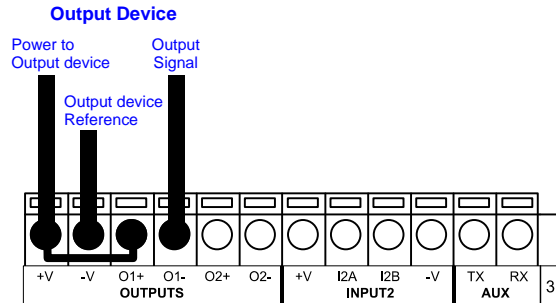 Output Device
Power to
Output device
Output
Signal
Output device
Reference
+V -V O1+ O1- O2+ O2- +V I2A I2B -V TX RX
OUTPUTS INPUT2 AUX
3